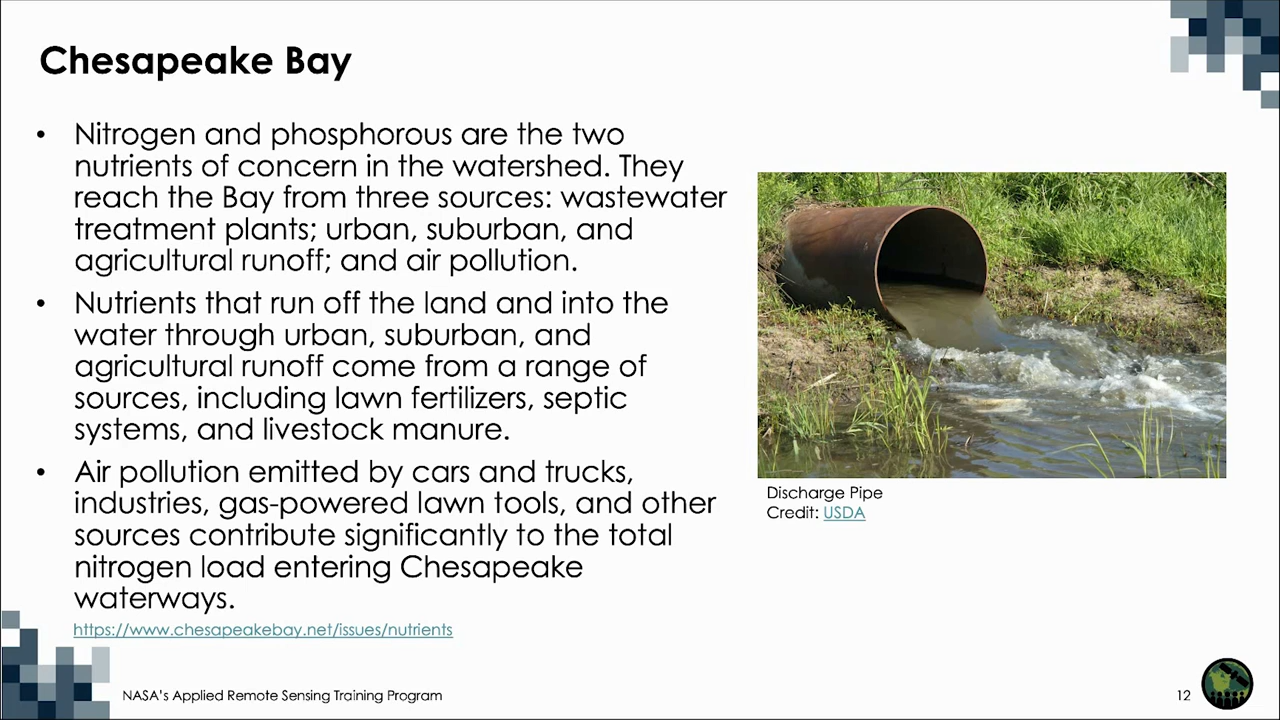 Chesapeake Bay
• Nitrogen and phosphorous are the two
nutrients of concern in the watershed. They
reach the Bay from three sources: wastewater
treatment plants; urban, suburban, and
agricultural runoff; and air pollution.
• Nutrients that run off the land and into the
water through urban, suburban, and
agricultural runoff come from a range of
sources, including lawn fertilizers, septic
systems, and livestock manure.
• Air pollution emitted by cars and trucks,
industries, gas-powered lawn tools, and other
sources contribute significantly to the total
nitrogen load entering Chesapeake
waterways.
https://www.chesapeakebay.net/issues/nutrients
Discharge Pipe
Credit: USDA
NASA's Applied Remote Sensing Training Program
12